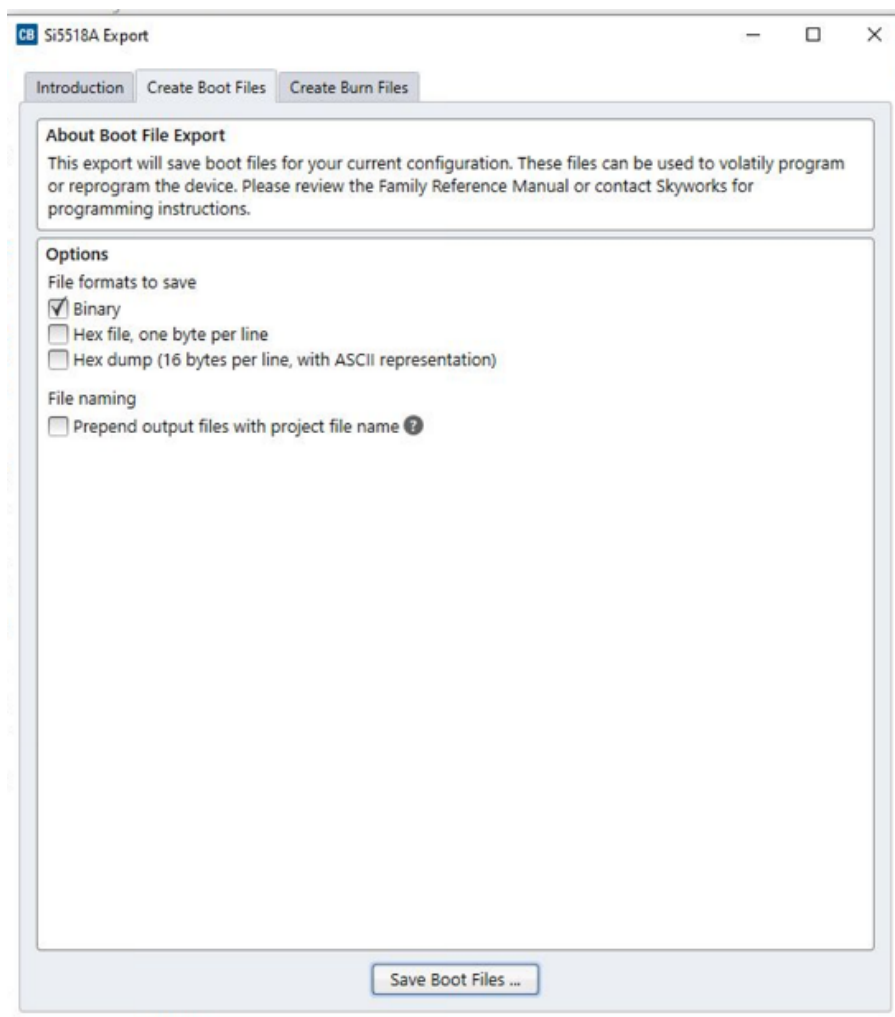 CB Si5518A Export
Introduction Create Boot Files Create Burn Files
About Boot File Export
This export will save boot files for your current configuration. These files can be used to volatily program
or reprogram the device. Please review the Family Reference Manual or contact Skyworks for
programming instructions.
Options
File formats to save
Binary
Hex file, one byte per line
Hex dump (16 bytes per line, with ASCII representation)
File naming
Prepend output files with project file name ?
Save Boot Files ...